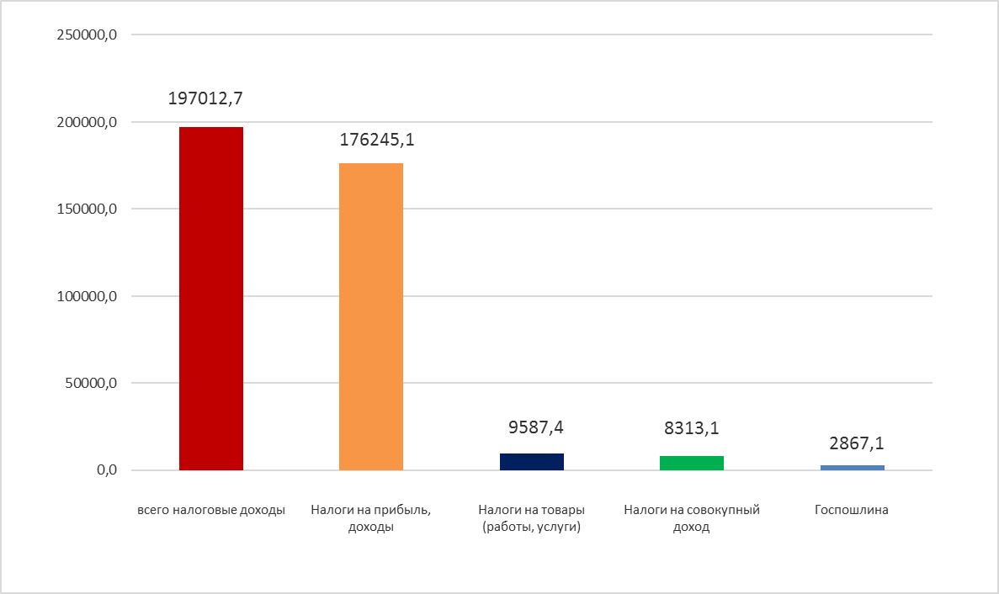 250000,0
197012,7
200000,0
176245,1
150000,0
100000,0
50000,0
9587,4
8313,1
2867,1
0,0
всего налоговые доходы
Налоги на прибыль,
доходы
Налоги на товары
(работы, услуги)
Налоги на совокупный
доход
Госпошлина